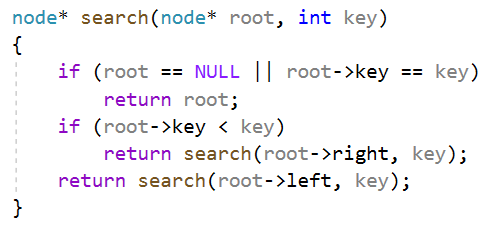 node* search(node* root, int key)
{
    if (root == NULL || root->key == key)
        return root;
    if (root->key < key)
        return search(root->right, key);
    return search(root->left, key);
}